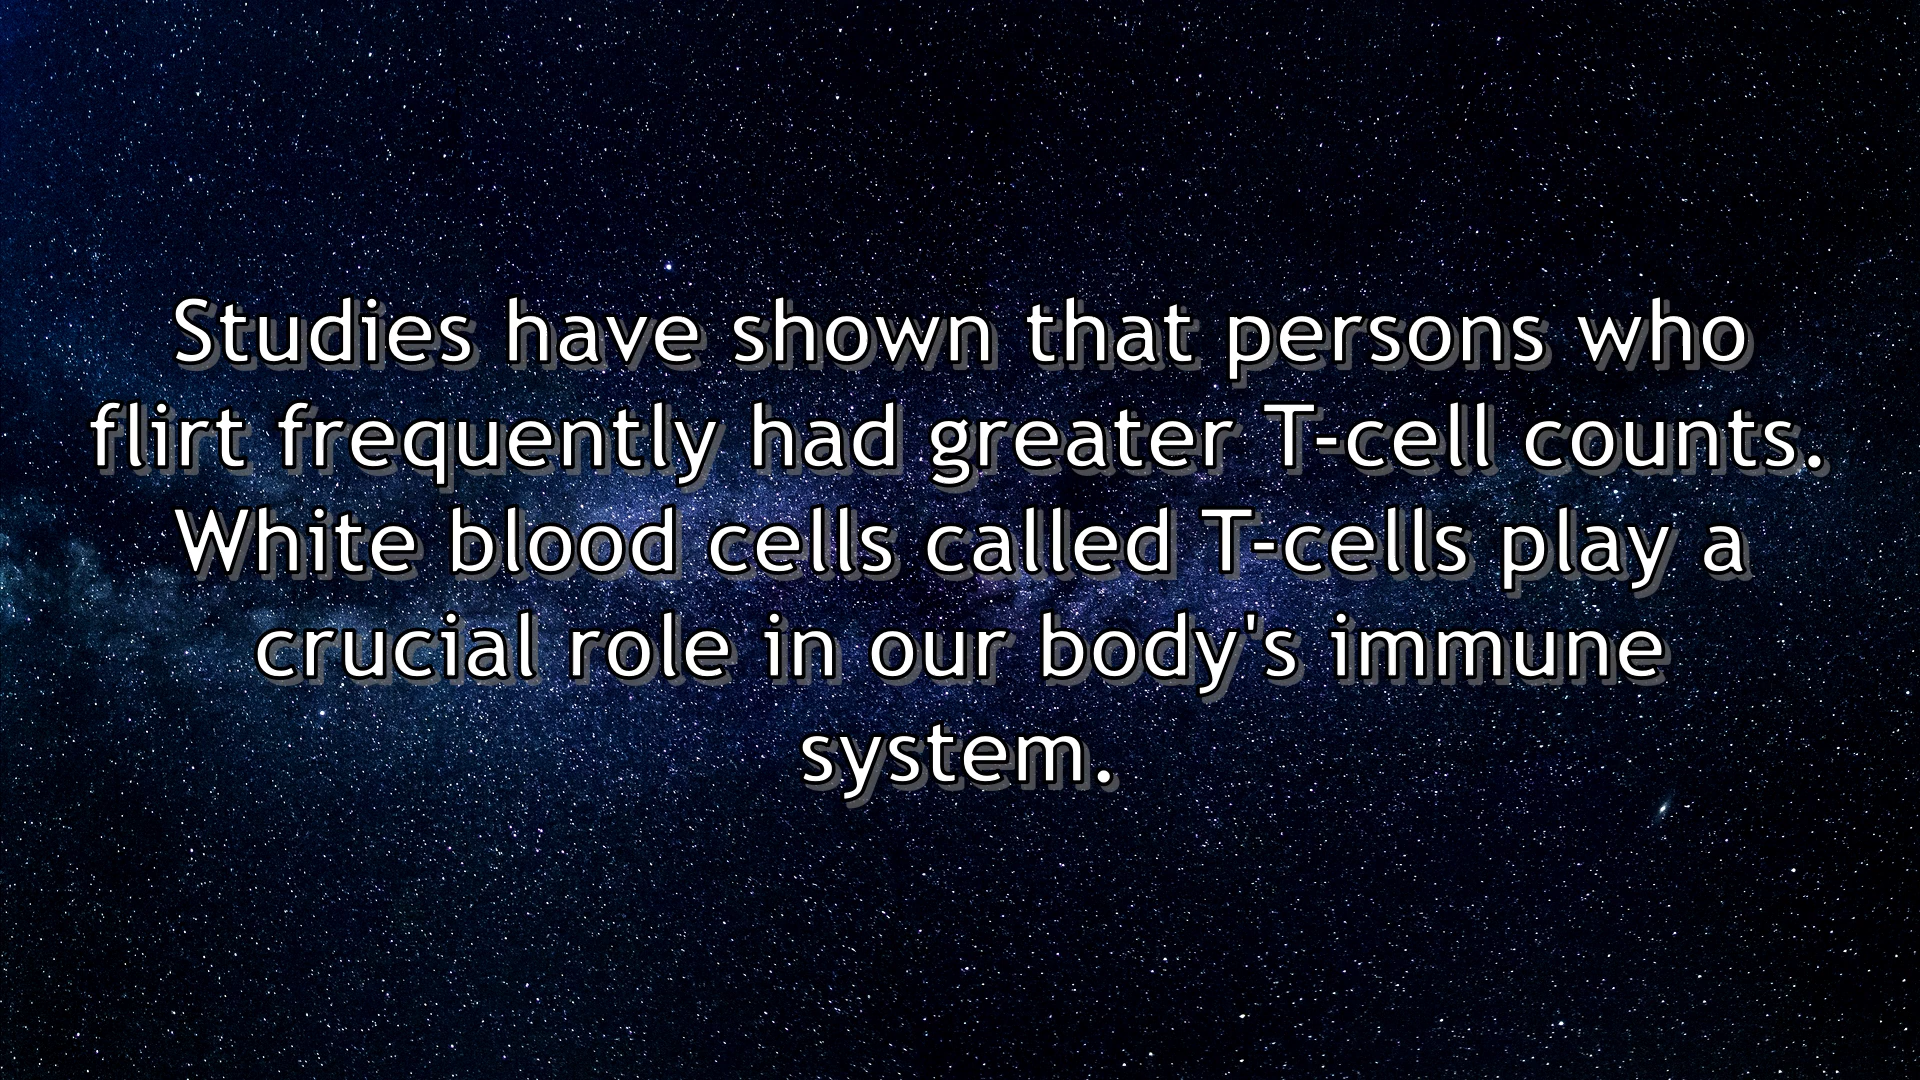 Studies have shown that persons who
flirt frequently had greater T-cell counts.
White blood cells called T-cells play a
crucial role in our body's immune
system.